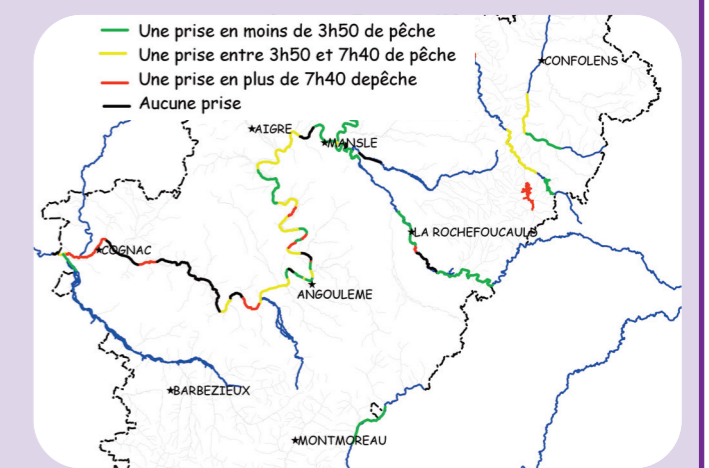 Une prise en moins de 3h50 de pêche
Une prise entre 3h50 et 7h40 de pêche
Une prise en plus de 7h40 depêche
Aucune prise
CONFOLENS
AIGRE
MANSLE
LA ROCHEFOUCAULD
COGNAC
ANGOULEME
BARBEZIEUX
MONTMOREAU